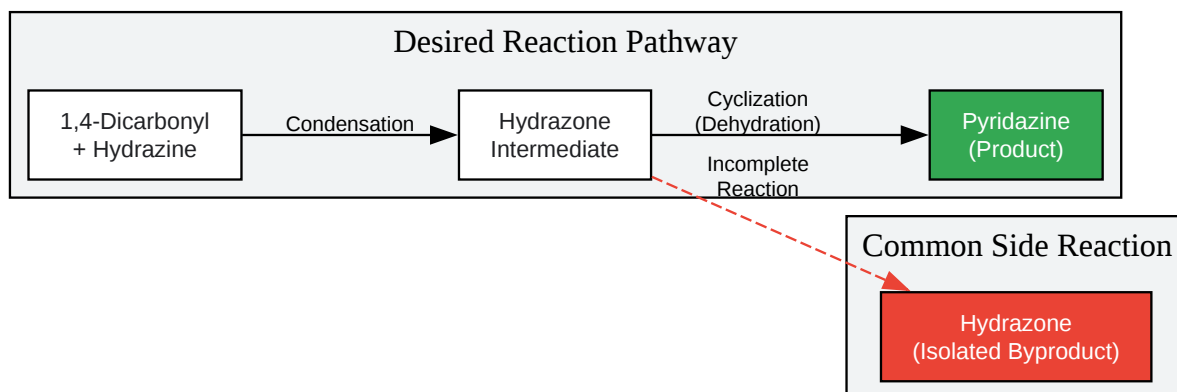 Desired Reaction Pathway
1,4-Dicarbonyl
+ Hydrazine
Condensation
Hydrazone
Intermediate
Cyclization
(Dehydration)
Incomplete
Reaction
Pyridazine
(Product)
Common Side Reaction
Hydrazone
(Isolated Byproduct)